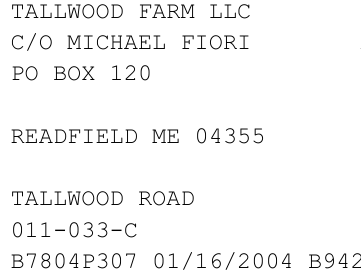 TALLWOOD FARM LLC
C/O MICHAEL FIORI
PO BOX 120
READFIELD ME 04355
TALLWOOD ROAD
011-033-C
B7804P307 01/16/2004 B942